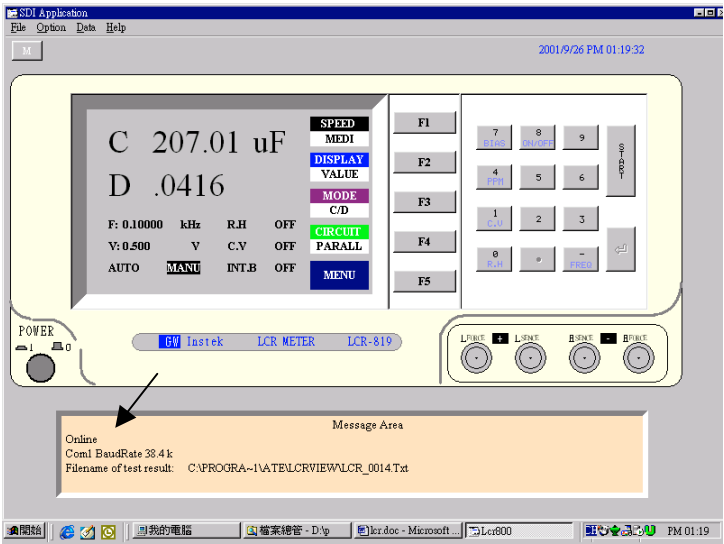 SDI Application
File Option Data Help
M
2001/9/26 PM 01:19:32
C 207.01 uF
D .0416
F: 0.10000 kHz R.H OFF
V: 0.500 V C.V OFF
AUTO MANU INT.B OFF
SPEED
MEDI
DISPLAY
VALUE
MODE
C/D
CIRCUIT
PARALL
MENU
F1
F2
F3
F4
F5
7 BIAS
8 ON/OFF
9
4 PPM
5
6
1 C.V
2
3
0 R.H
.
- FREQ
START
POWER
1 0
GW Instek LCR METER LCR-819
LFORCE + LSENCE HSENCE - HFORCE
Message Area
Online
Com1 BaudRate 38.4 k
Filename of test result: C:\PROGRA~1\ATE\LCRVIEW\LCR_0014.Txt
開始 我的電腦 檔案總管 - D:\p lcr.doc - Microsoft ... Lcr800 PM 01:19